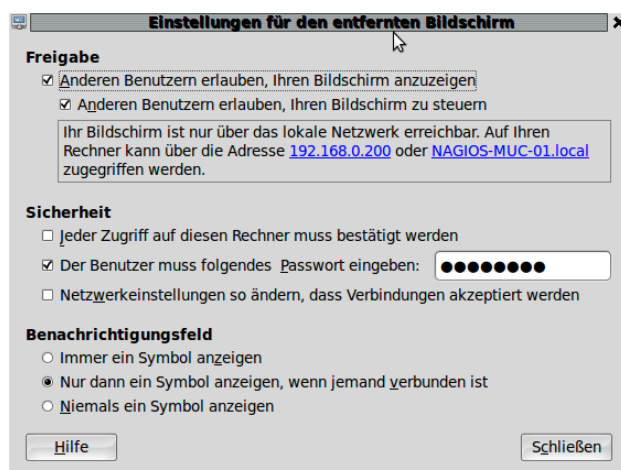 Einstellungen für den entfernten Bildschirm
Freigabe
Anderen Benutzern erlauben, Ihren Bildschirm anzuzeigen
Anderen Benutzern erlauben, Ihren Bildschirm zu steuern
Ihr Bildschirm ist nur über das lokale Netzwerk erreichbar. Auf Ihren
Rechner kann über die Adresse 192.168.0.200 oder NAGIOS-MUC-01.local
zugegriffen werden.
Sicherheit
Jeder Zugriff auf diesen Rechner muss bestätigt werden
Der Benutzer muss folgendes Passwort eingeben: ●●●●●●●●
Netzwerkeinstellungen so ändern, dass Verbindungen akzeptiert werden
Benachrichtigungsfeld
Immer ein Symbol anzeigen
Nur dann ein Symbol anzeigen, wenn jemand verbunden ist
Niemals ein Symbol anzeigen
Hilfe Schließen